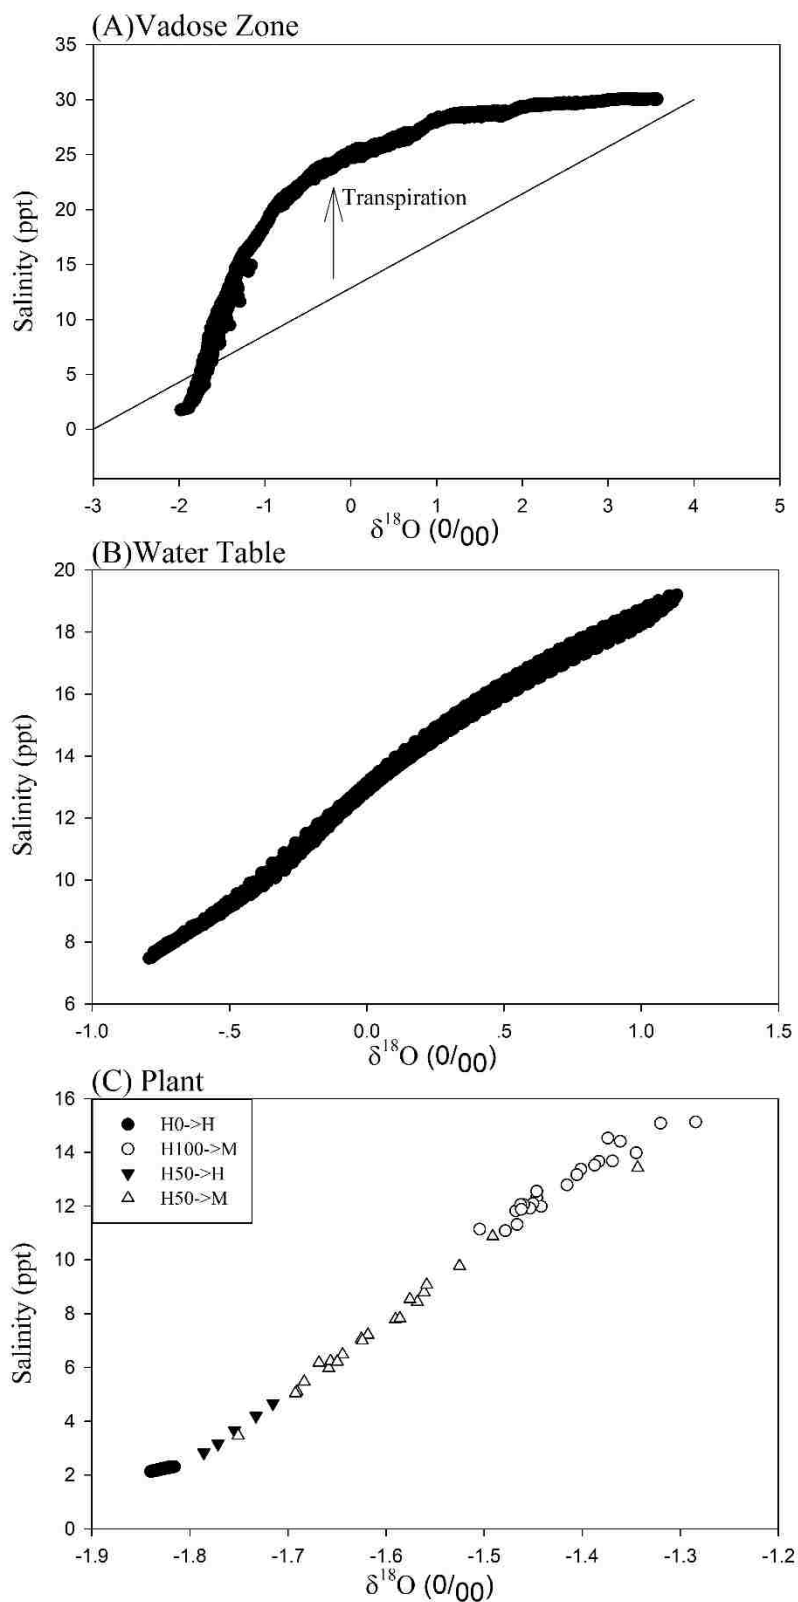 (A)Vadose Zone
35
30
25
20
15
10
5
0
Salinity (ppt)
Transpiration
-3 -2 -1 0 1 2 3 4 5
δ¹⁸O (0/00)
(B)Water Table
20
18
16
14
12
10
8
6
Salinity (ppt)
-1.0 -.5 0.0 .5 1.0 1.5
δ¹⁸O (0/00)
(C) Plant
16
14
12
10
8
6
4
2
0
Salinity (ppt)
H0->H
H100->M
H50->H
H50->M
-1.9 -1.8 -1.7 -1.6 -1.5 -1.4 -1.3 -1.2
δ¹⁸O (0/00)